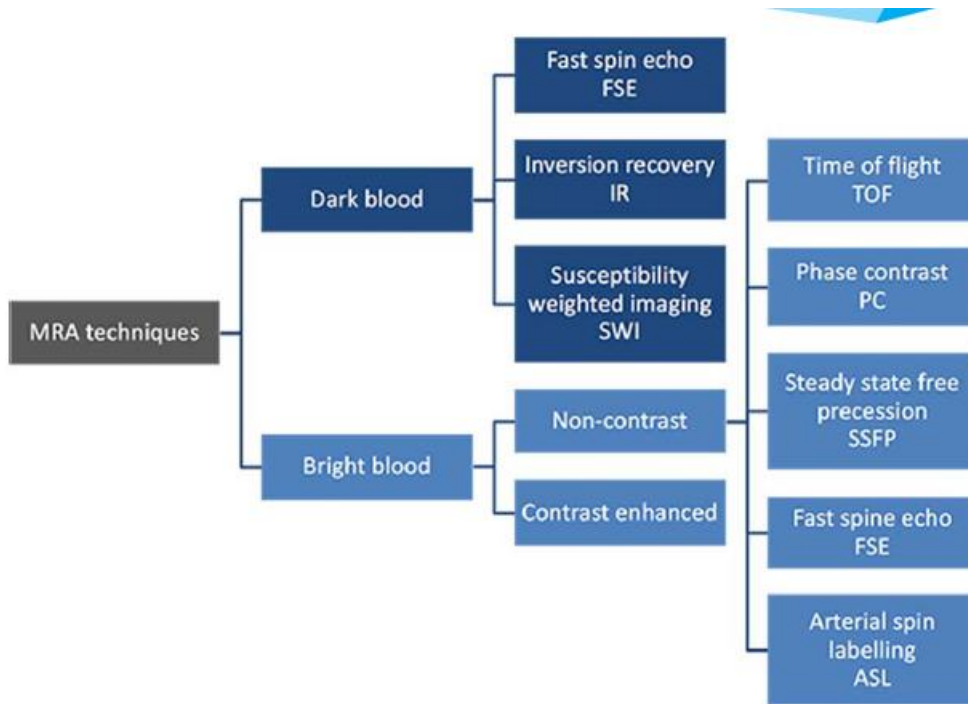 MRA techniques
Dark blood
Fast spin echo
FSE
Inversion recovery
IR
Susceptibility
weighted imaging
SWI
Bright blood
Non-contrast
Contrast enhanced
Time of flight
TOF
Phase contrast
PC
Steady state free
precession
SSFP
Fast spine echo
FSE
Arterial spin
labelling
ASL